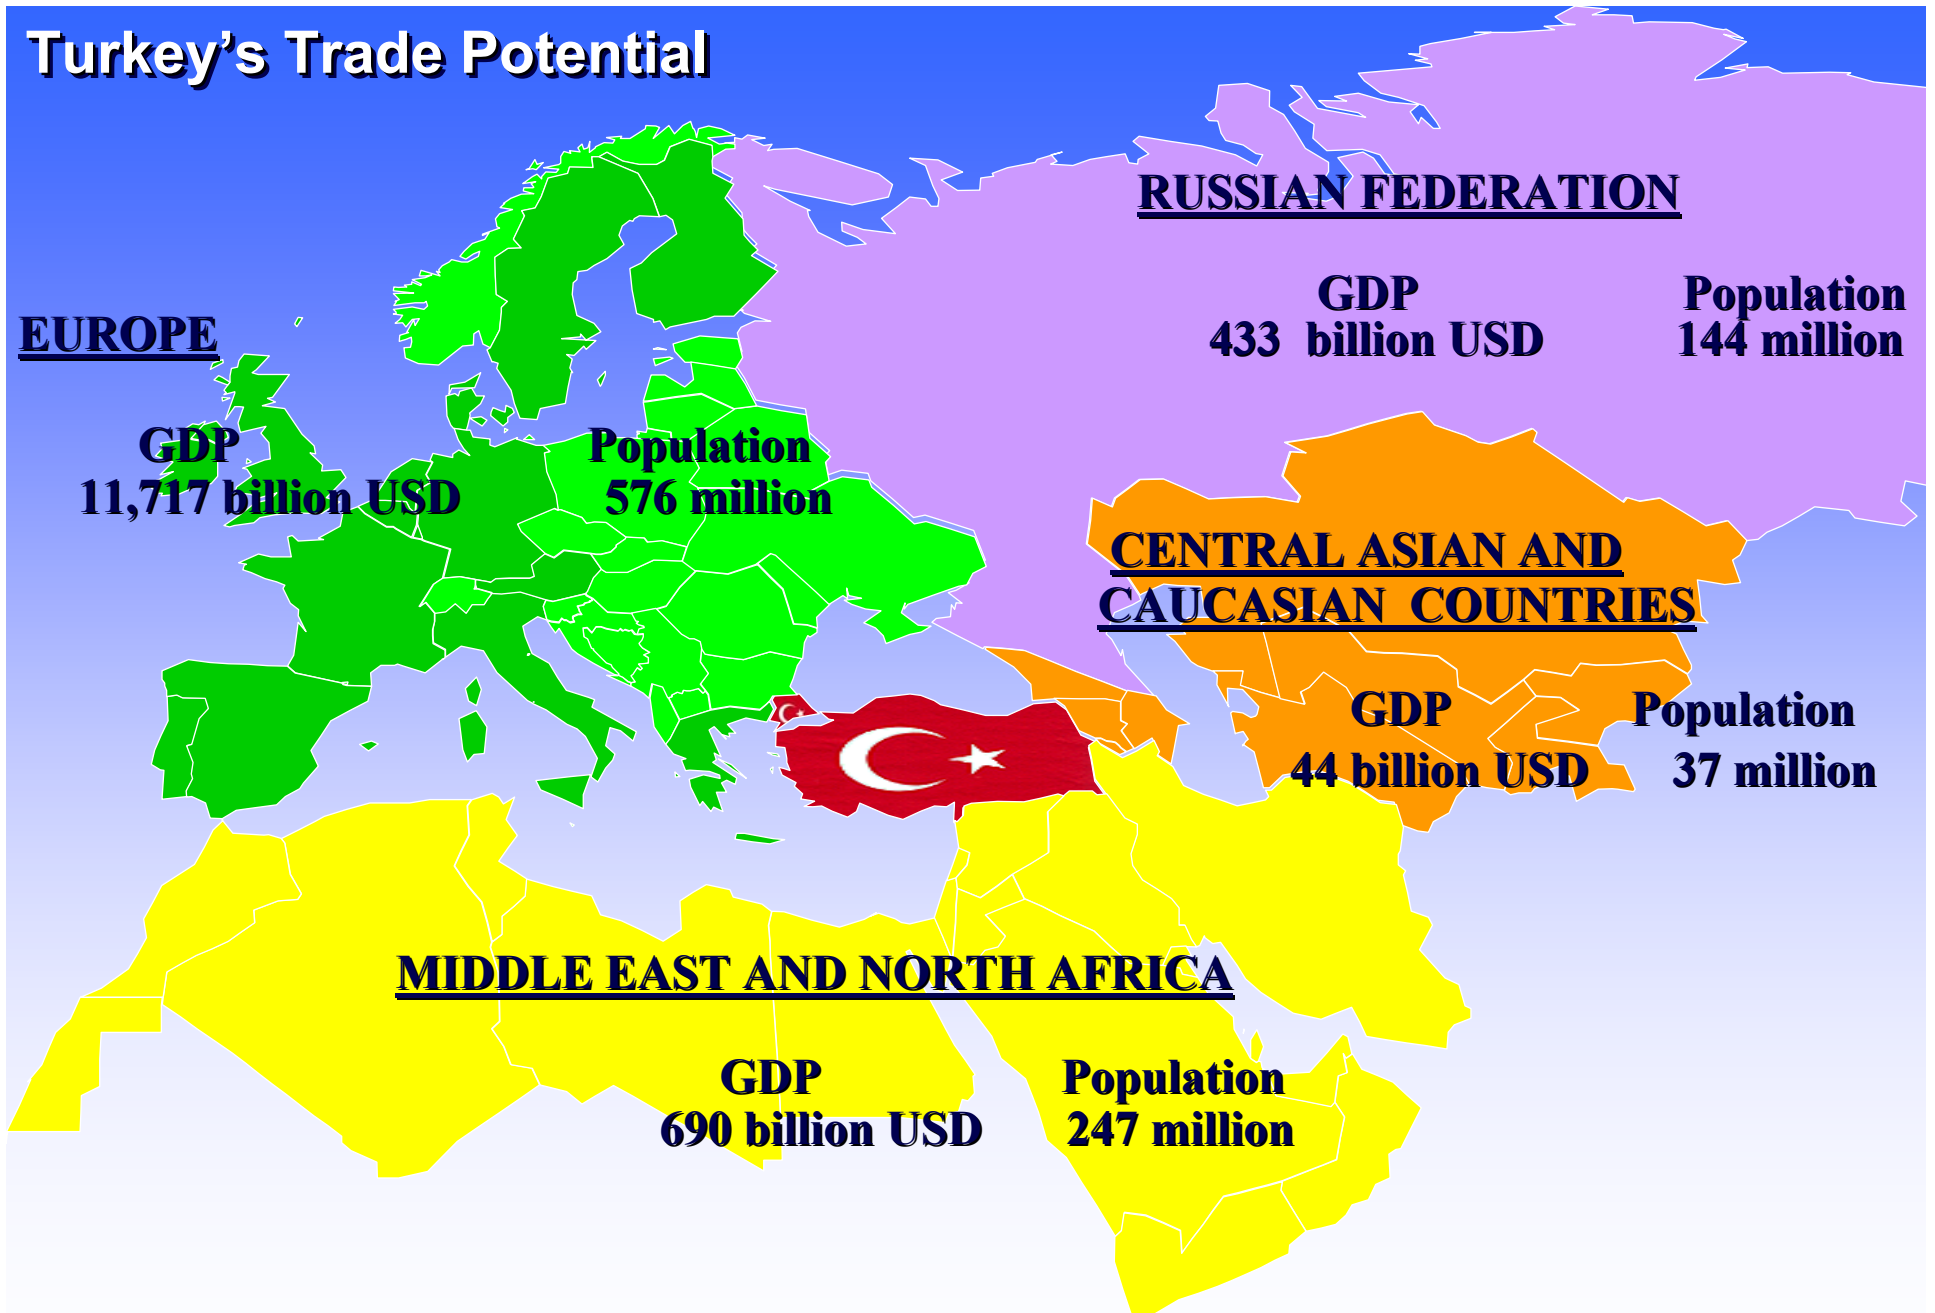 Turkey's Trade Potential
RUSSIAN FEDERATION
GDP Population
433 billion USD 144 million
EUROPE
GDP Population
11,717 billion USD 576 million
CENTRAL ASIAN AND
CAUCASIAN COUNTRIES
GDP Population
44 billion USD 37 million
MIDDLE EAST AND NORTH AFRICA
GDP Population
690 billion USD 247 million